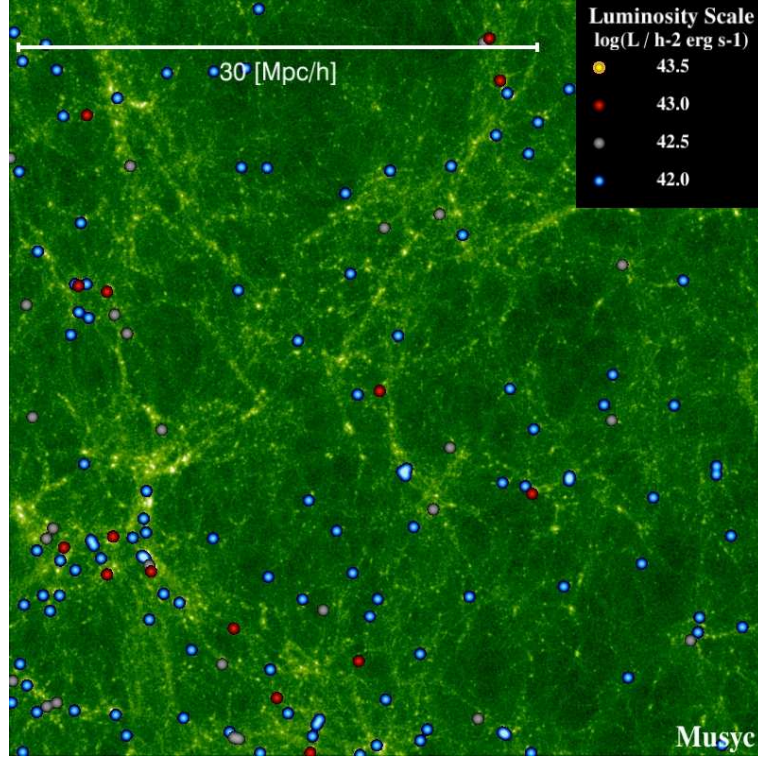 Luminosity Scale
log(L / h-2 erg s-1)
43.5
43.0
42.5
42.0
30 [Mpc/h]
Musyc